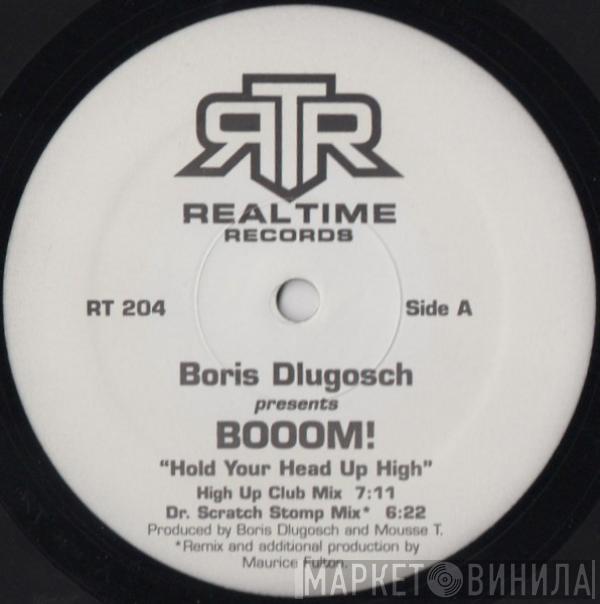 RTR
REALTIME
RECORDS
RT 204
Side A
Boris Dlugosch
presents
BOOOM!
“Hold Your Head Up High”
High Up Club Mix 7:11
Dr. Scratch Stomp Mix* 6:22
Produced by Boris Dlugosch and Mousse T.
*Remix and additional production by
Maurice Fulton.
МАРКЕТ ВИНИЛА